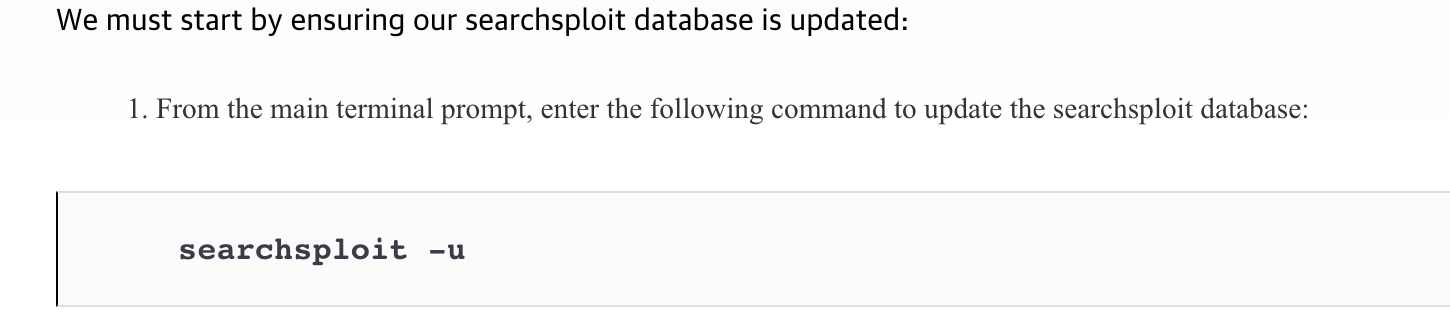 We must start by ensuring our searchsploit database is updated:
1. From the main terminal prompt, enter the following command to update the searchsploit database:
searchsploit -u